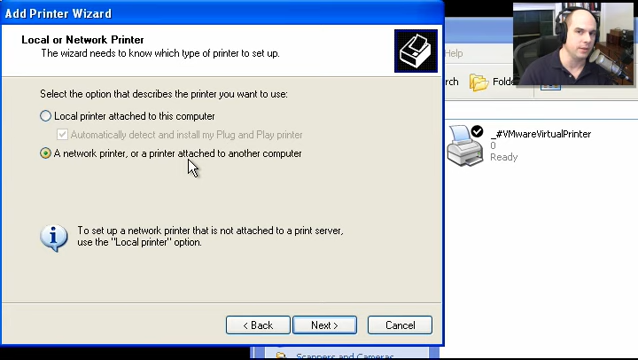 Add Printer Wizard
Local or Network Printer
The wizard needs to know which type of printer to set up.
Select the option that describes the printer you want to use:
Local printer attached to this computer
Automatically detect and install my Plug and Play printer
A network printer, or a printer attached to another computer
To set up a network printer that is not attached to a print server,
use the "Local printer" option.
< Back
Next >
Cancel
Help
rch
Folde
_#VMwareVirtualPrinter
0
Ready
Scanners and Cameras